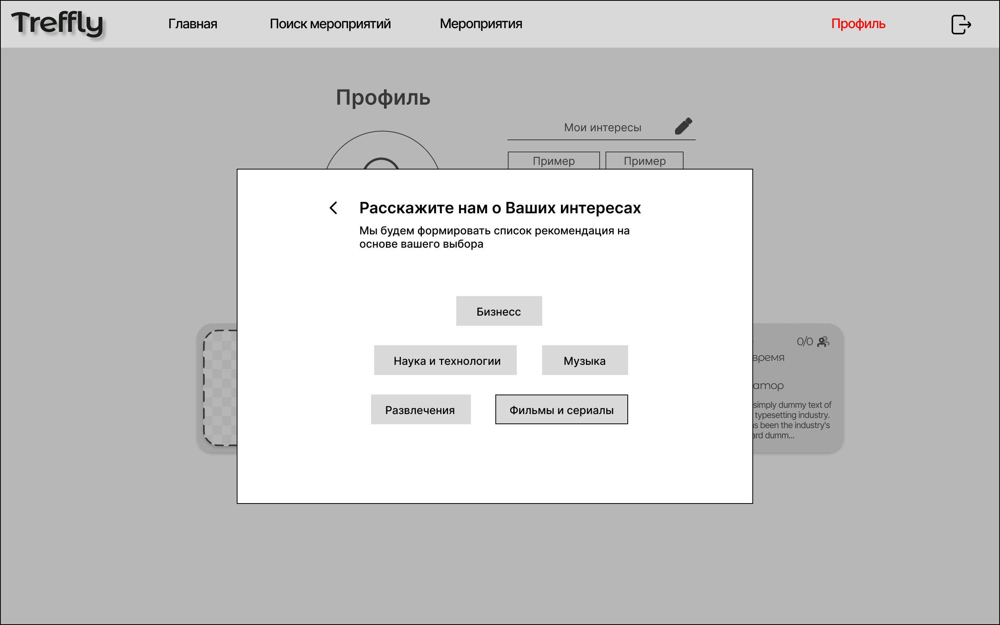 Treffly
Главная
Поиск мероприятий
Мероприятия
Профиль
Профиль
Мои интересы
Пример
Пример
Расскажите нам о Ваших интересах
Мы будем формировать список рекомендация на
основе вашего выбора
Бизнесс
Наука и технологии
Музыка
Развлечения
Фильмы и сериалы
0/0
время
simply dummy text of
typesetting industry.
been the industry's
dumm...